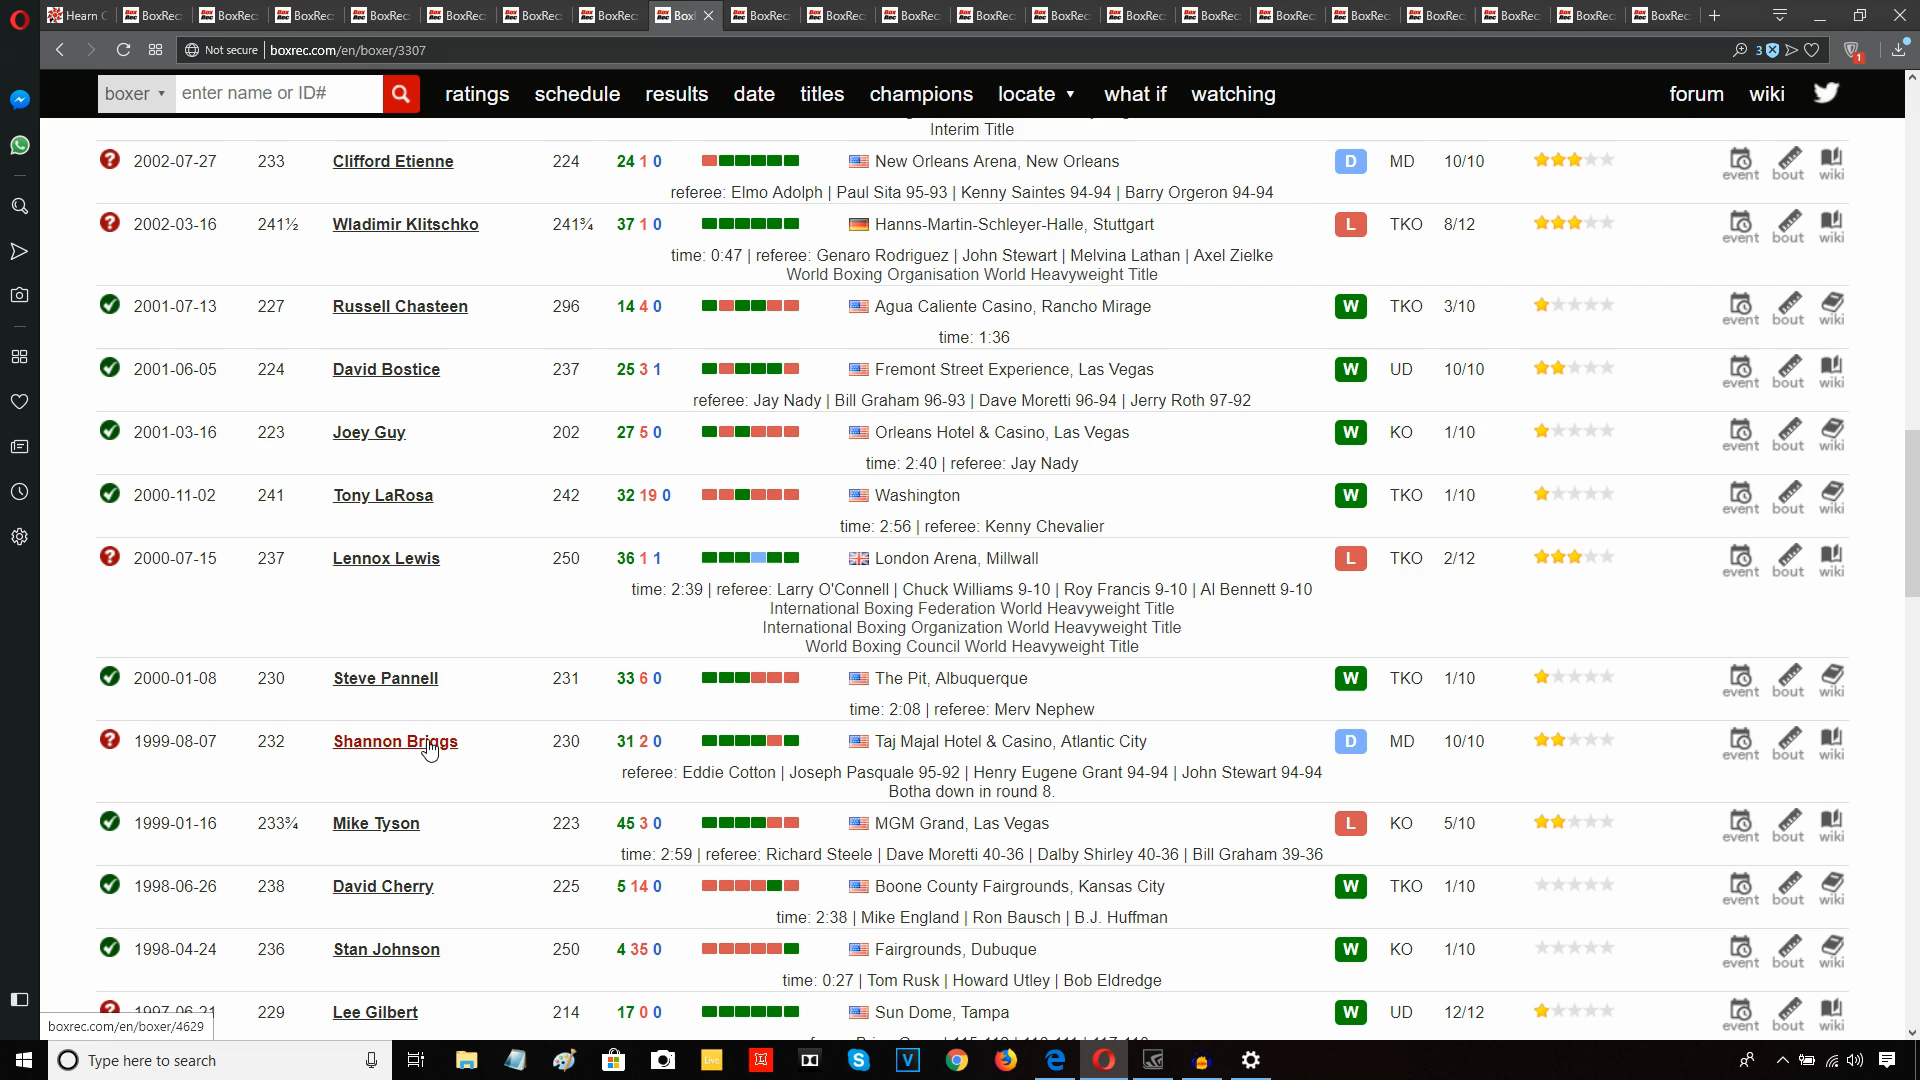 Hearn C BoxRec BoxRec BoxRec BoxRec BoxRec BoxRec BoxRec Box BoxRec BoxRec BoxRec BoxRec BoxRec BoxRec BoxRec BoxRec BoxRec BoxRec BoxRec BoxRec BoxRec
Not secure boxrec.com/en/boxer/3307 3 1
boxer enter name or ID# ratings schedule results date titles champions locate what if watching forum wiki
Interim Title
2002-07-27 233 Clifford Etienne 224 24 1 0 New Orleans Arena, New Orleans D MD 10/10 event bout wiki
referee: Elmo Adolph | Paul Sita 95-93 | Kenny Saintes 94-94 | Barry Orgeron 94-94
2002-03-16 241½ Wladimir Klitschko 241¾ 37 1 0 Hanns-Martin-Schleyer-Halle, Stuttgart L TKO 8/12 event bout wiki
time: 0:47 | referee: Genaro Rodriguez | John Stewart | Melvina Lathan | Axel Zielke
World Boxing Organisation World Heavyweight Title
2001-07-13 227 Russell Chasteen 296 14 4 0 Agua Caliente Casino, Rancho Mirage W TKO 3/10 event bout wiki
time: 1:36
2001-06-05 224 David Bostice 237 25 3 1 Fremont Street Experience, Las Vegas W UD 10/10 event bout wiki
referee: Jay Nady | Bill Graham 96-93 | Dave Moretti 96-94 | Jerry Roth 97-92
2001-03-16 223 Joey Guy 202 27 5 0 Orleans Hotel & Casino, Las Vegas W KO 1/10 event bout wiki
time: 2:40 | referee: Jay Nady
2000-11-02 241 Tony LaRosa 242 32 19 0 Washington W TKO 1/10 event bout wiki
time: 2:56 | referee: Kenny Chevalier
2000-07-15 237 Lennox Lewis 250 36 1 1 London Arena, Millwall L TKO 2/12 event bout wiki
time: 2:39 | referee: Larry O'Connell | Chuck Williams 9-10 | Roy Francis 9-10 | Al Bennett 9-10
International Boxing Federation World Heavyweight Title
International Boxing Organization World Heavyweight Title
World Boxing Council World Heavyweight Title
2000-01-08 230 Steve Pannell 231 33 6 0 The Pit, Albuquerque W TKO 1/10 event bout wiki
time: 2:08 | referee: Merv Nephew
1999-08-07 232 Shannon Briggs 230 31 2 0 Taj Majal Hotel & Casino, Atlantic City D MD 10/10 event bout wiki
referee: Eddie Cotton | Joseph Pasquale 95-92 | Henry Eugene Grant 94-94 | John Stewart 94-94
Botha down in round 8.
1999-01-16 233¾ Mike Tyson 223 45 3 0 MGM Grand, Las Vegas L KO 5/10 event bout wiki
time: 2:59 | referee: Richard Steele | Dave Moretti 40-36 | Dalby Shirley 40-36 | Bill Graham 39-36
1998-06-26 238 David Cherry 225 5 14 0 Boone County Fairgrounds, Kansas City W TKO 1/10 event bout wiki
time: 2:38 | Mike England | Ron Bausch | B.J. Huffman
1998-04-24 236 Stan Johnson 250 4 35 0 Fairgrounds, Dubuque W KO 1/10 event bout wiki
time: 0:27 | Tom Rusk | Howard Utley | Bob Eldredge
1997-06-21 229 Lee Gilbert 214 17 0 0 Sun Dome, Tampa W UD 12/12 event bout wiki
boxrec.com/en/boxer/4629
Type here to search